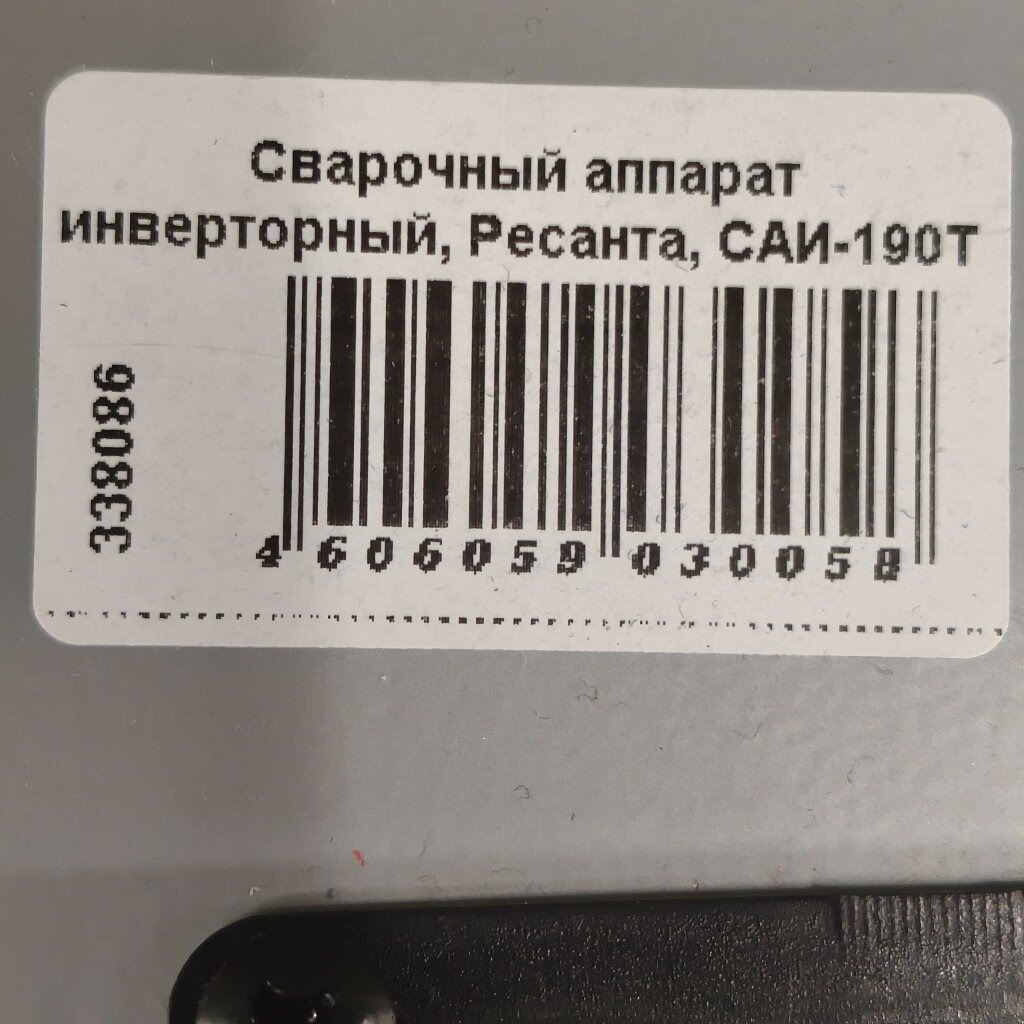 Сварочный аппарат
инверторный, Ресанта, САИ-190Т
338086
4 606059 030058